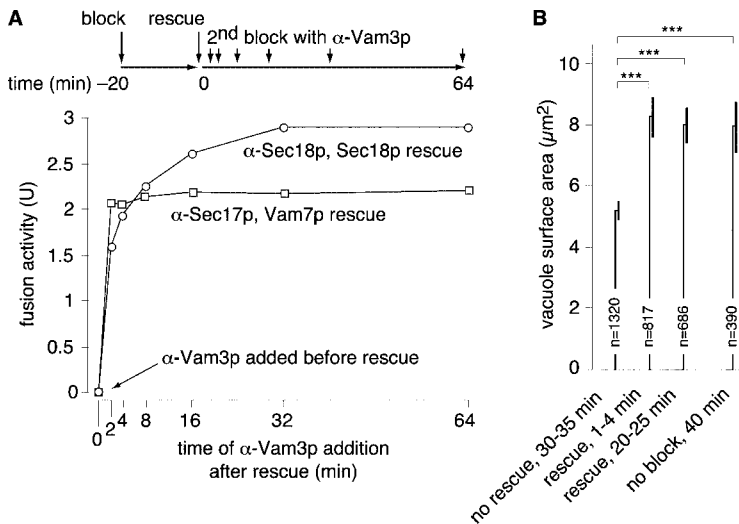 A
block rescue
2nd block with α-Vam3p
time (min) –20 0 64
fusion activity (U)
3
2.5
2
1.5
1
0.5
0
α-Sec18p, Sec18p rescue
α-Sec17p, Vam7p rescue
α-Vam3p added before rescue
0 2 4 8 16 32 64
time of α-Vam3p addition
after rescue (min)
B
vacuole surface area (μm2)
10
8
6
4
2
0
***
***
***
n=1320
n=817
n=686
n=390
no rescue, 30-35 min
rescue, 1-4 min
rescue, 20-25 min
no block, 40 min